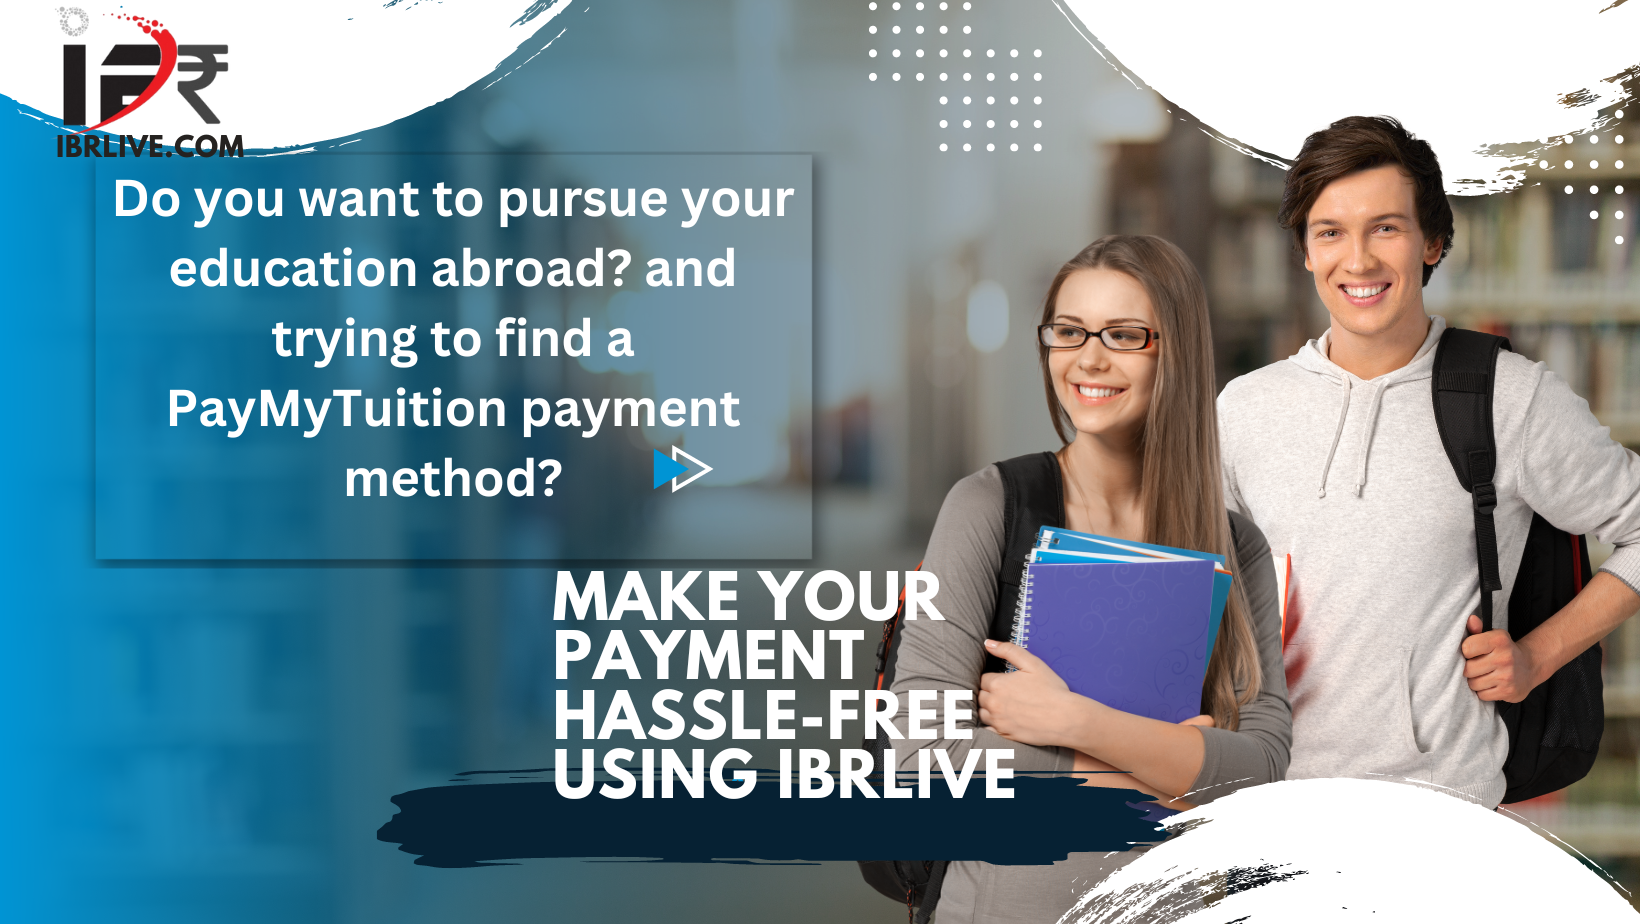 IBR
IBRLIVE.COM
Do you want to pursue your
education abroad? and
trying to find a
PayMyTuition payment
method?
MAKE YOUR
PAYMENT
HASSLE-FREE
USING IBRLIVE